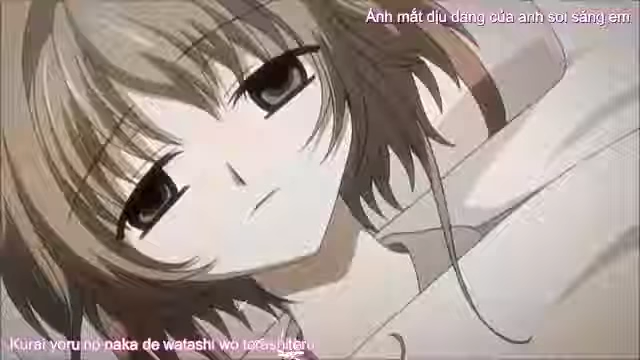 Ánh mắt dịu dàng của anh soi sáng em
Kurai yoru no naka de watashi wo terashiteru